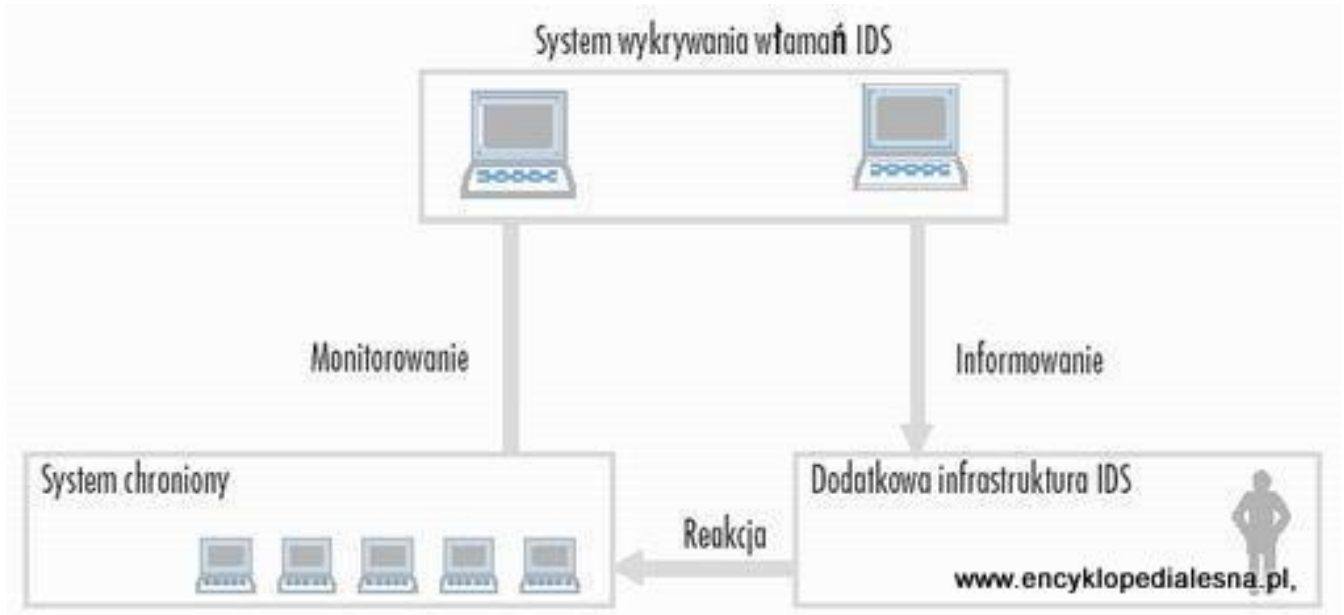 System wykrywania włamań IDS
Monitorowanie
Informowanie
System chroniony
Dodatkowa infrastruktura IDS
Reakcja
www.encyklopedialesna.pl,